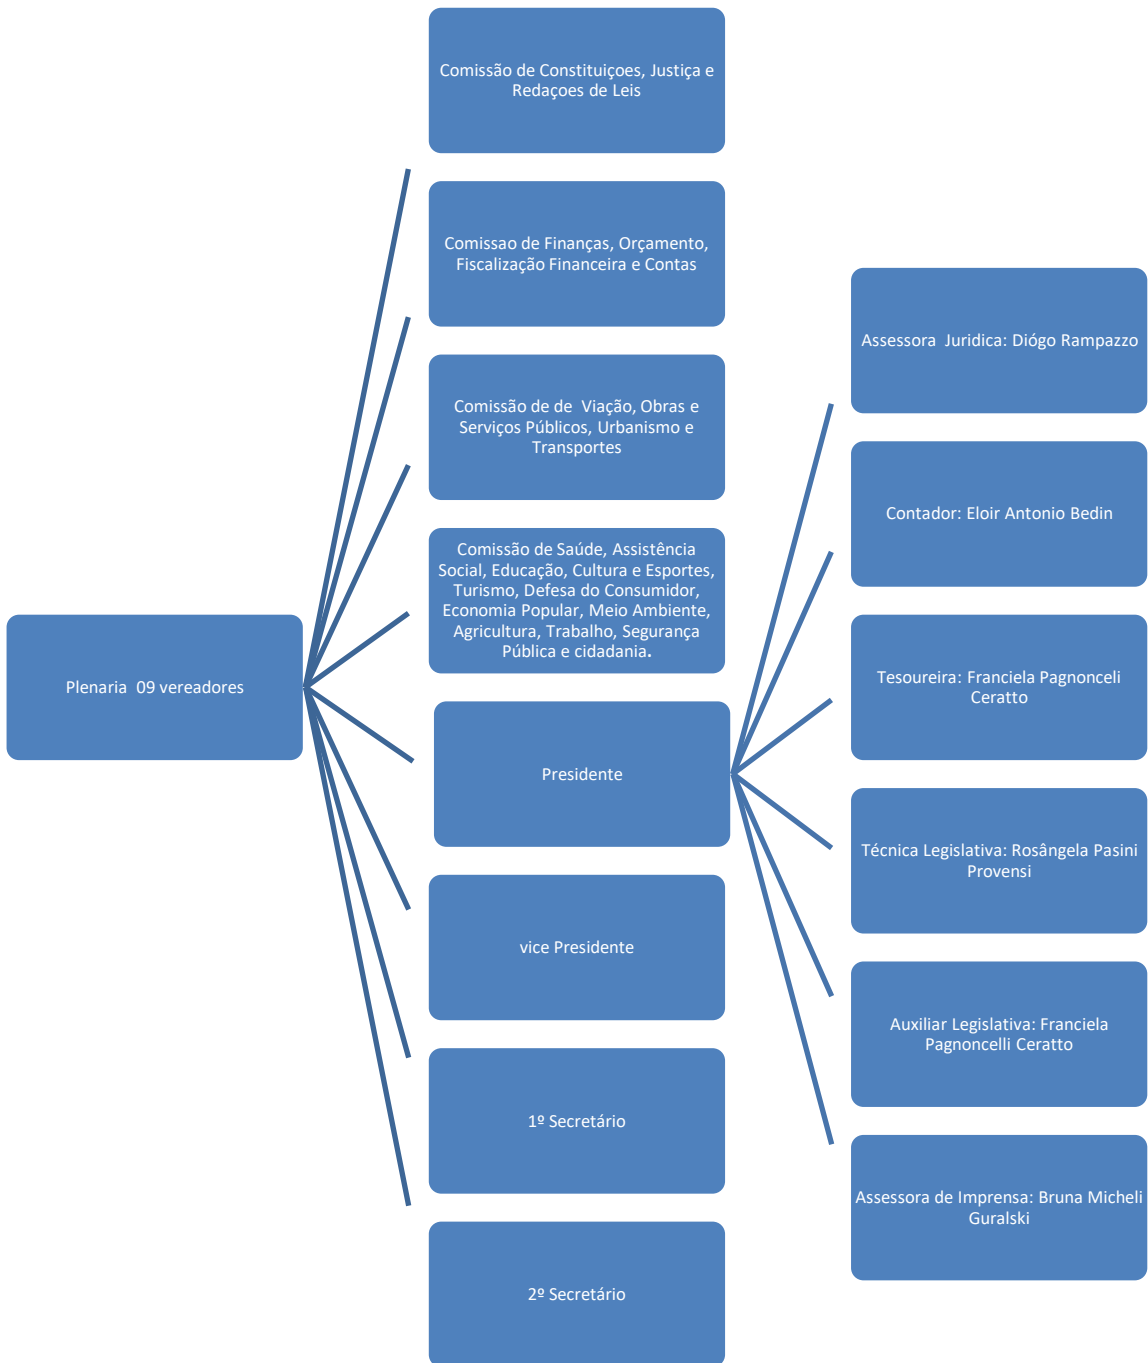 Comissão de Constituiçoes, Justiça e
Redaçoes de Leis
Comissao de Finanças, Orçamento,
Fiscalização Financeira e Contas
Comissão de de  Viação, Obras e
Serviços Públicos, Urbanismo e
Transportes
Comissão de Saúde, Assistência
Social, Educação, Cultura e Esportes,
Turismo, Defesa do Consumidor,
Economia Popular, Meio Ambiente,
Agricultura, Trabalho, Segurança
Pública e cidadania.
Plenaria  09 vereadores
Presidente
vice Presidente
1º Secretário
2º Secretário
Assessora  Juridica: Diógo Rampazzo
Contador: Eloir Antonio Bedin
Tesoureira: Franciela Pagnonceli
Ceratto
Técnica Legislativa: Rosângela Pasini
Provensi
Auxiliar Legislativa: Franciela
Pagnoncelli Ceratto
Assessora de Imprensa: Bruna Micheli
Guralski